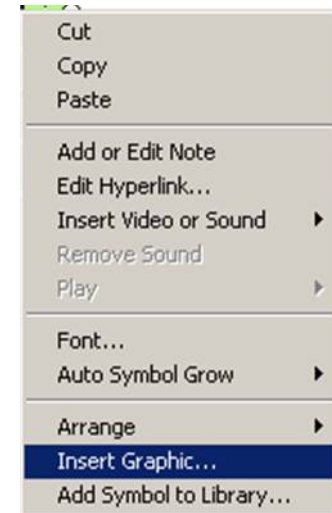 Cut
Copy
Paste
Add or Edit Note
Edit Hyperlink...
Insert Video or Sound
Remove Sound
Play
Font...
Auto Symbol Grow
Arrange
Insert Graphic...
Add Symbol to Library...